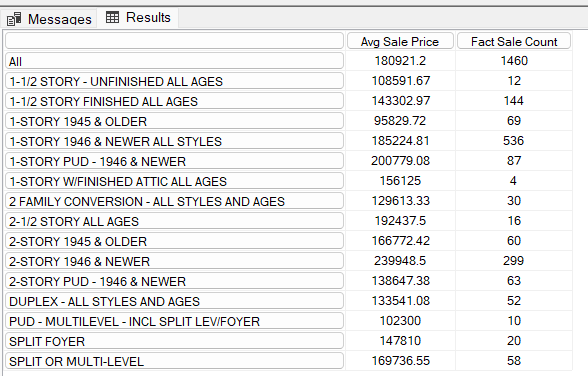 Messages Results
Avg Sale Price Fact Sale Count
All 180921.2 1460
1-1/2 STORY - UNFINISHED ALL AGES 108591.67 12
1-1/2 STORY FINISHED ALL AGES 143302.97 144
1-STORY 1945 & OLDER 95829.72 69
1-STORY 1946 & NEWER ALL STYLES 185224.81 536
1-STORY PUD - 1946 & NEWER 200779.08 87
1-STORY W/FINISHED ATTIC ALL AGES 156125 4
2 FAMILY CONVERSION - ALL STYLES AND AGES 129613.33 30
2-1/2 STORY ALL AGES 192437.5 16
2-STORY 1945 & OLDER 166772.42 60
2-STORY 1946 & NEWER 239948.5 299
2-STORY PUD - 1946 & NEWER 138647.38 63
DUPLEX - ALL STYLES AND AGES 133541.08 52
PUD - MULTILEVEL - INCL SPLIT LEV/FOYER 102300 10
SPLIT FOYER 147810 20
SPLIT OR MULTI-LEVEL 169736.55 58